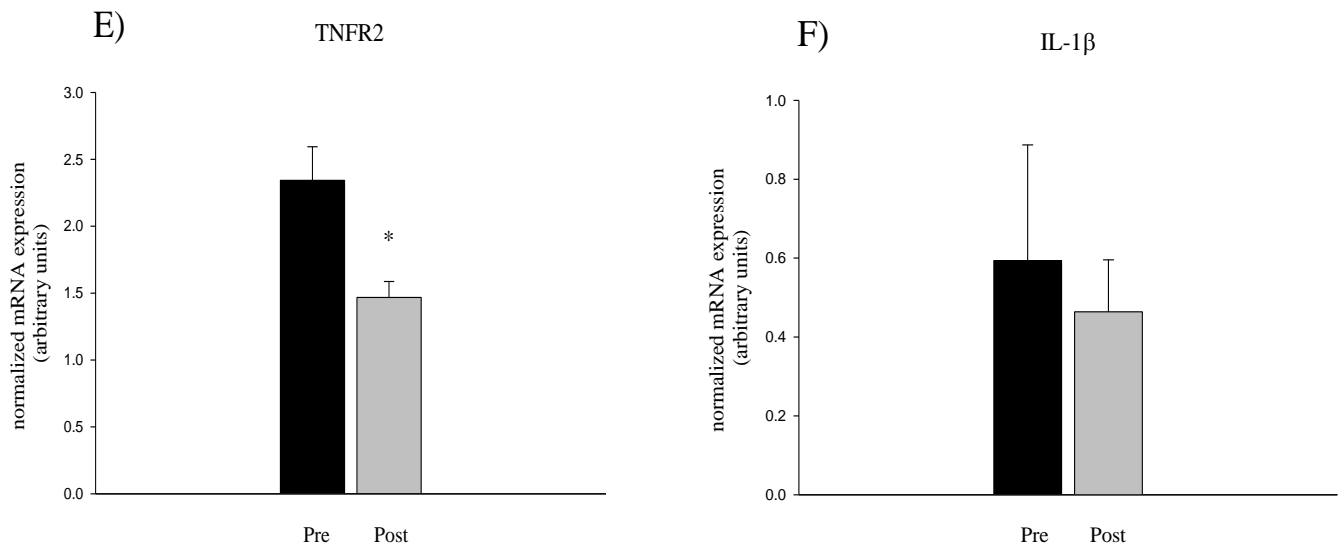 E)
TNFR2
normalized mRNA expression
(arbitrary units)
3.0
2.5
2.0
1.5
1.0
0.5
0.0
*
Pre Post
F)
IL-1β
normalized mRNA expression
(arbitrary units)
1.0
0.8
0.6
0.4
0.2
0.0
Pre Post